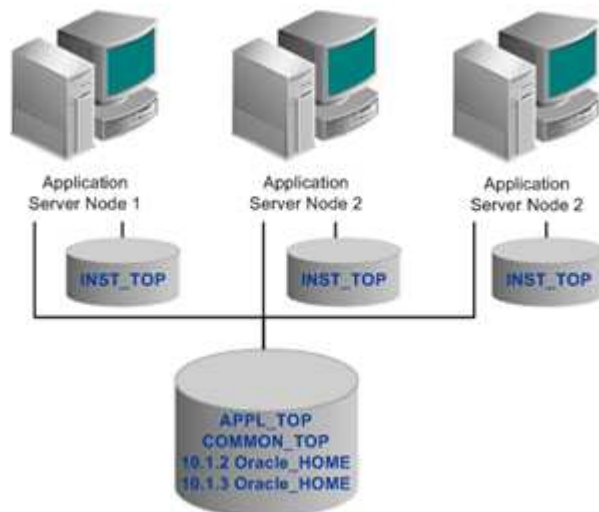 Application
Server Node 1
Application
Server Node 2
Application
Server Node 2
INST_TOP
INST_TOP
INST_TOP
APPL_TOP
COMMON_TOP
10.1.2 Oracle_HOME
10.1.3 Oracle_HOME